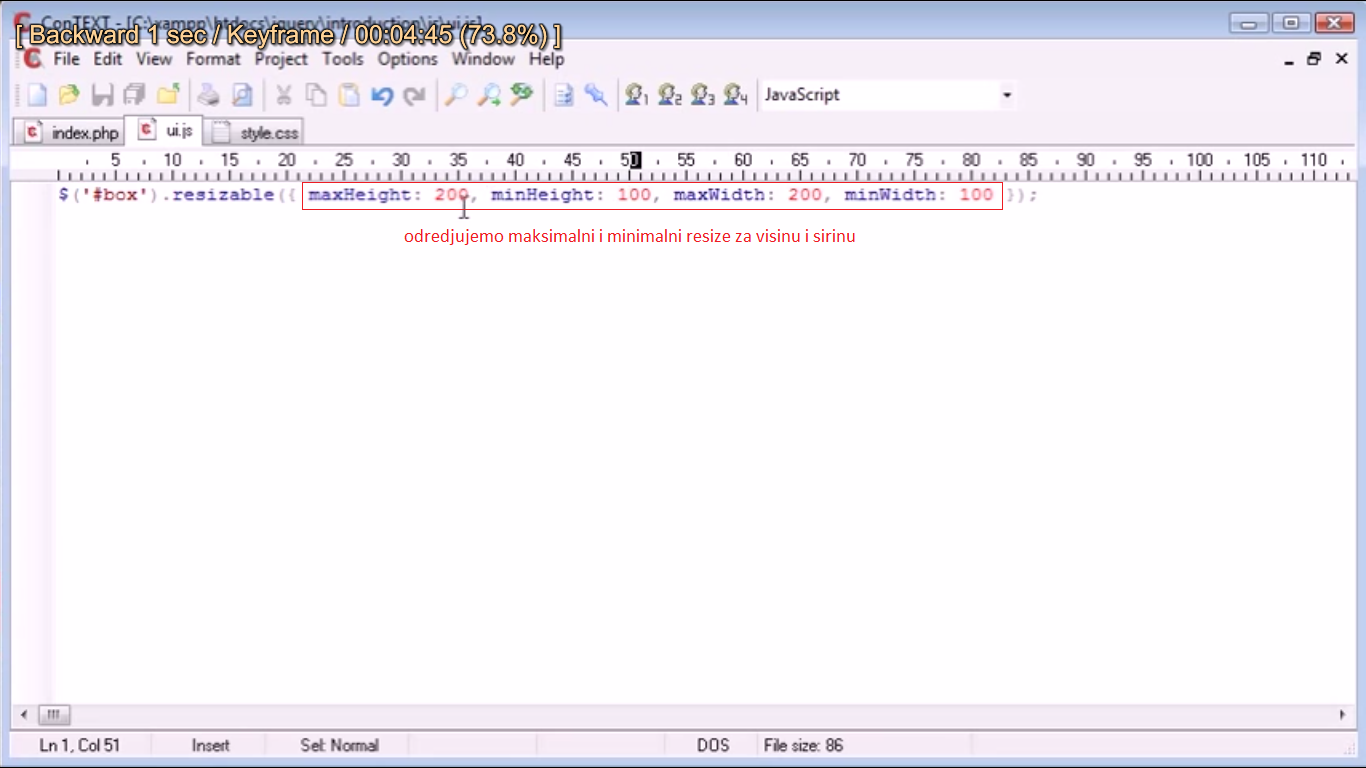 ConTEXT - [C:\xampp\htdocs\jquery\introduction\js\ui.js]
[ Backward 1 sec / Keyframe / 00:04:45 (73.8%) ]
File Edit View Format Project Tools Options Window Help
1 2 3 4 JavaScript
index.php ui.js style.css
5 10 15 20 25 30 35 40 45 50 55 60 65 70 75 80 85 90 95 100 105 110
$('#box').resizable({ maxHeight: 200, minHeight: 100, maxWidth: 200, minWidth: 100 });
odredjujemo maksimalni i minimalni resize za visinu i sirinu
Ln 1, Col 51 Insert Sel: Normal DOS File size: 86